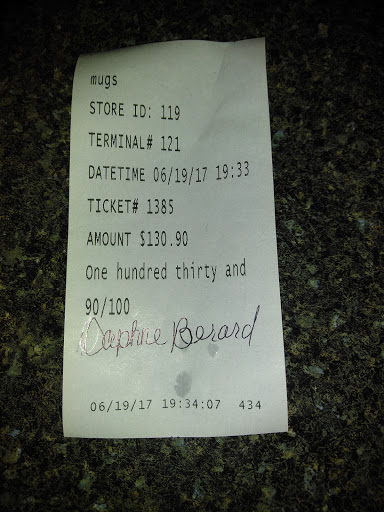 mugs
STORE ID: 119
TERMINAL# 121
DATETIME 06/19/17 19:33
TICKET# 1385
AMOUNT $130.90
One hundred thirty and
90/100
Daphne Berard
06/19/17 19:34:07 434